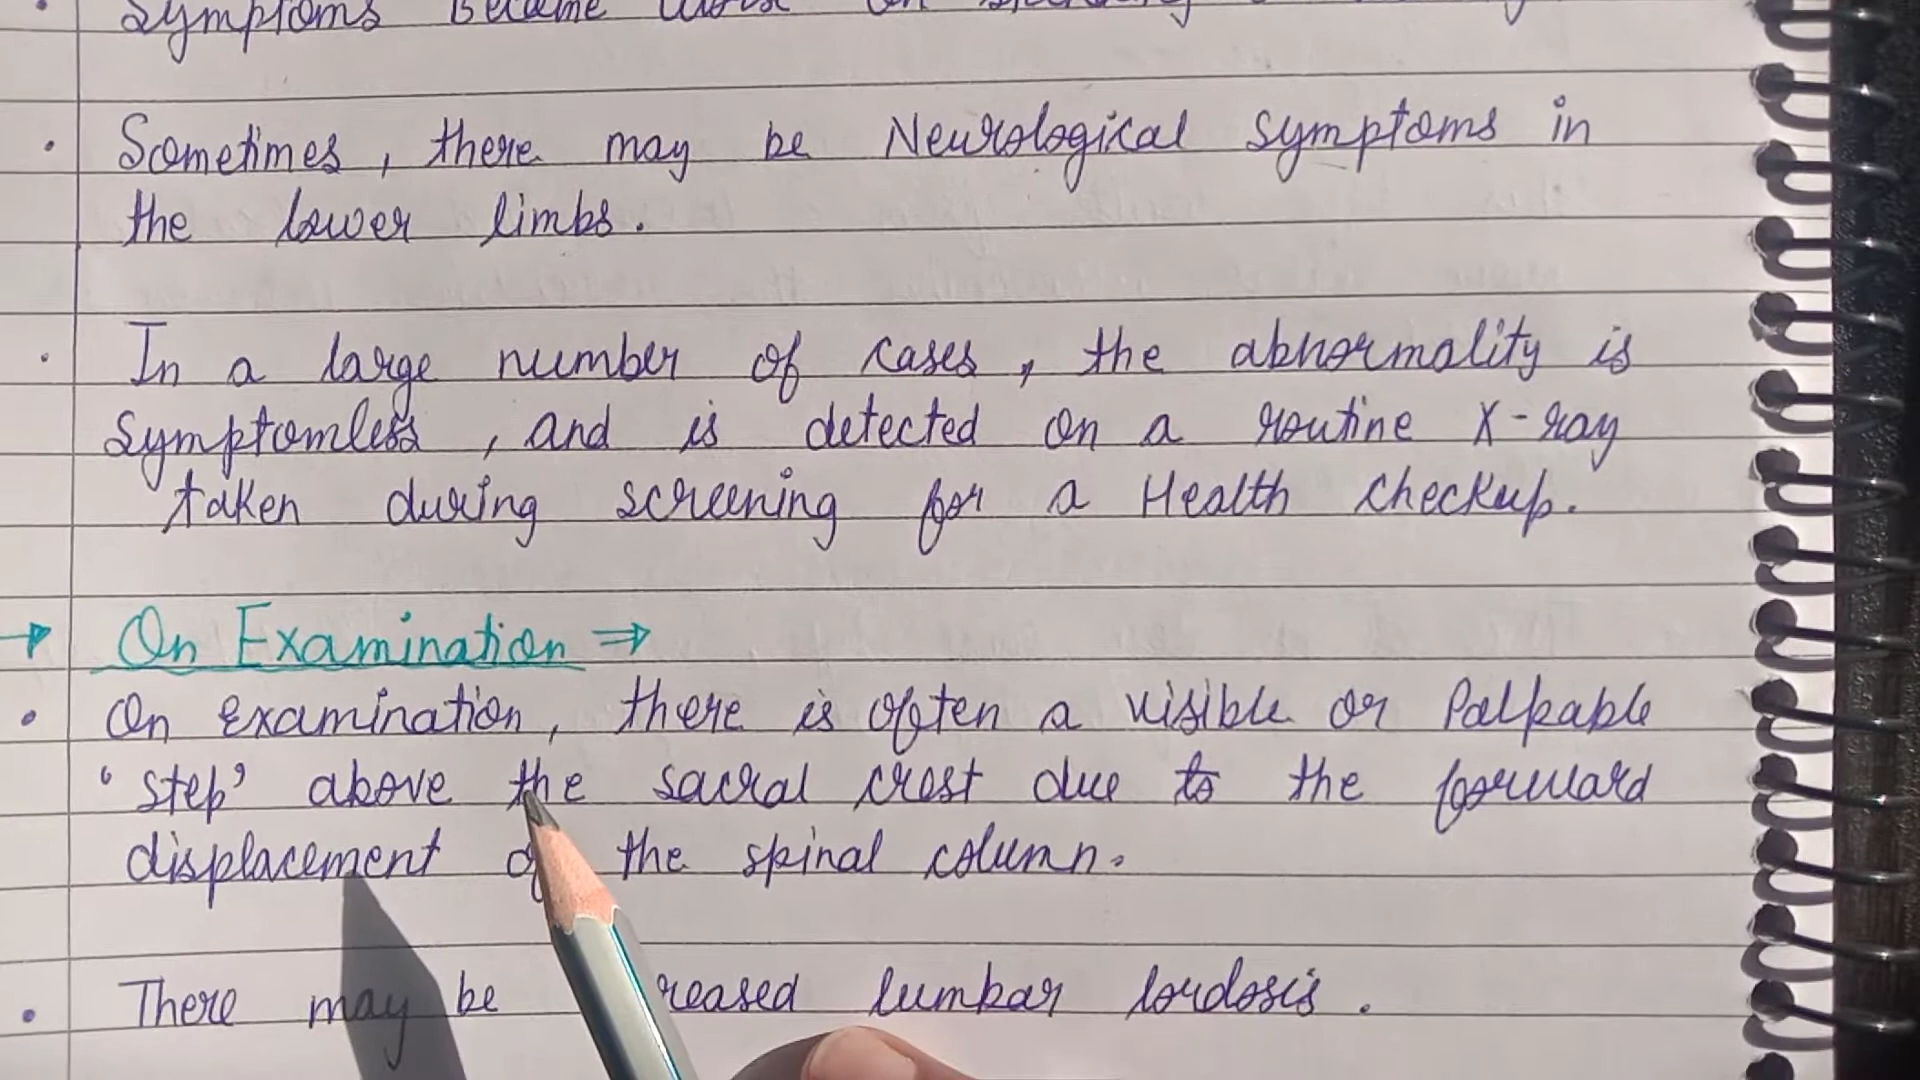 Symptoms became
Sometimes, there may be Neurological symptoms in
the lower limbs.
In a large number of cases, the abnormality is
symptomless, and is detected on a routine X-ray
taken during screening for a Health checkup.
On Examination ⇒
On examination, there is often a visible or Palpable
'step' above the sacral crest due to the forward
displacement of the spinal column.
There may be reased lumbar lordosis.